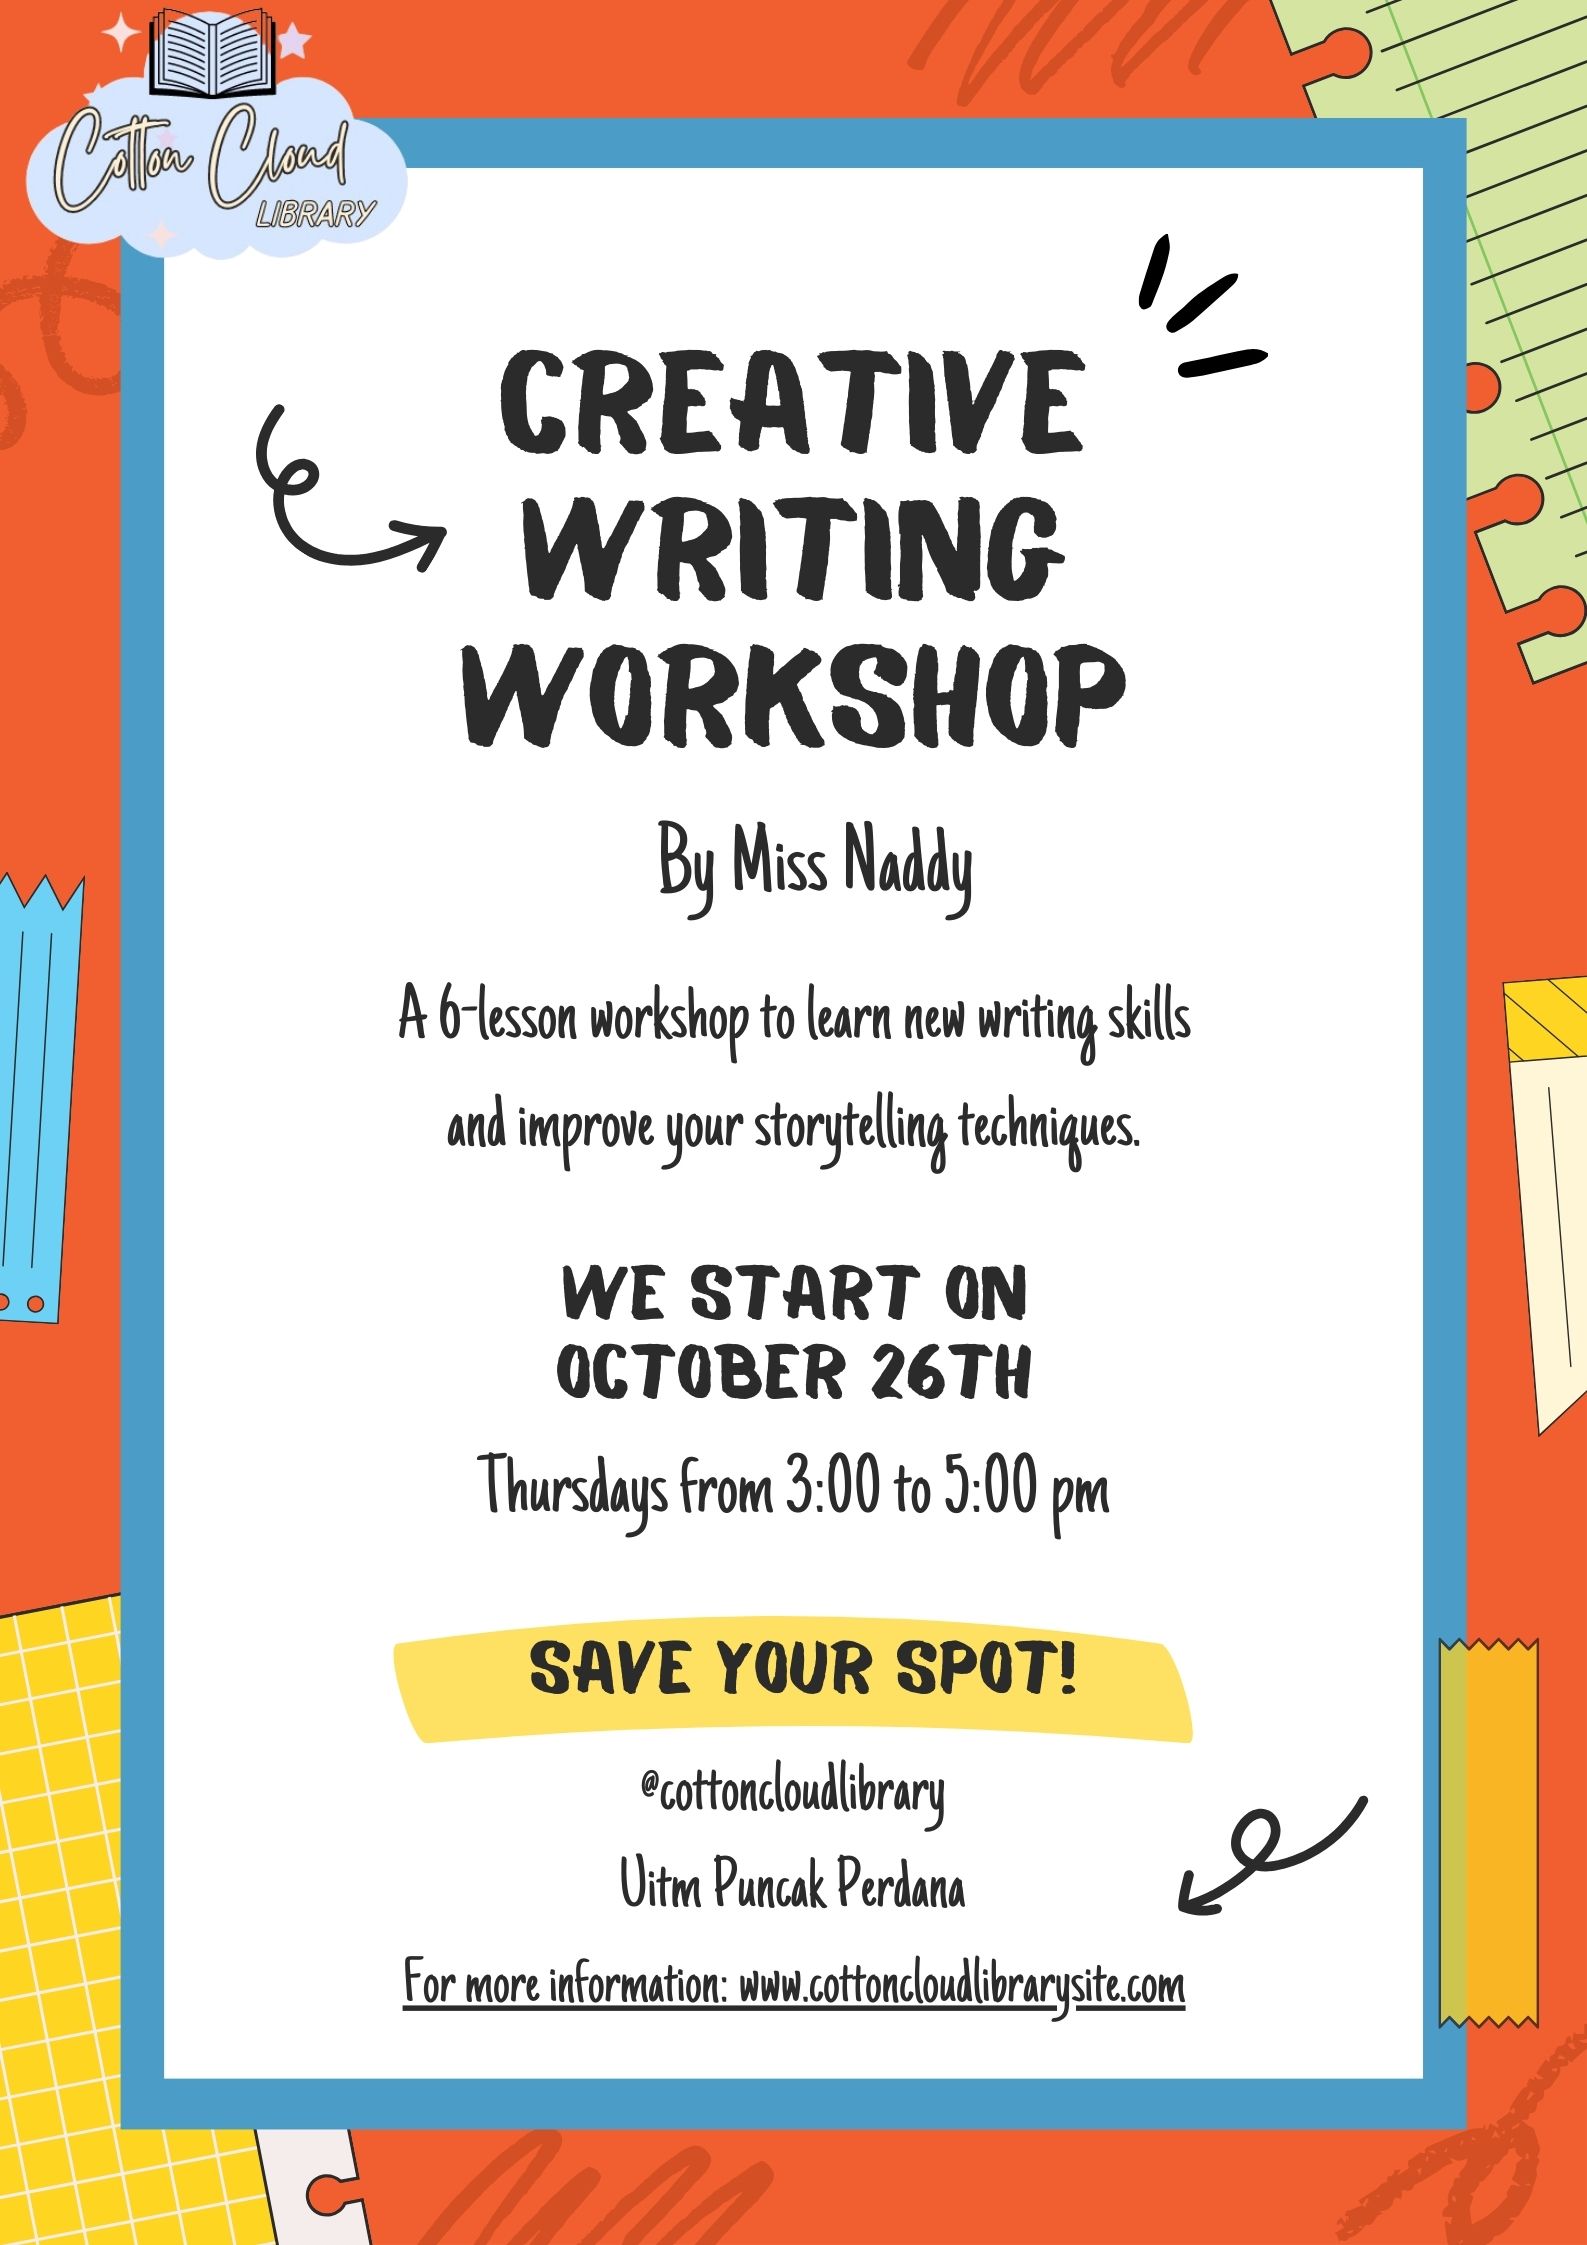 Cotton Cloud
LIBRARY
CREATIVE
WRITING
WORKSHOP
By Miss Naddy
A 6-lesson workshop to learn new writing skills
and improve your storytelling techniques.
WE START ON
OCTOBER 26TH
Thursdays from 3:00 to 5:00 pm
SAVE YOUR SPOT!
@cottoncloudlibrary
Uitm Puncak Perdana
For more information: www.cottoncloudlibrarysite.com